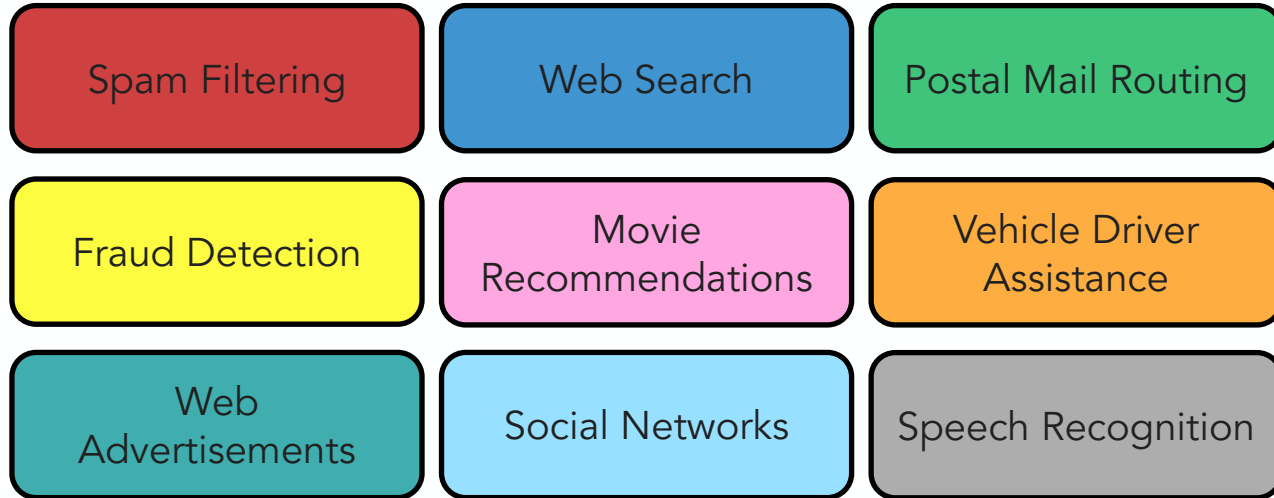 Spam Filtering
Web Search
Postal Mail Routing
Fraud Detection
Movie
Recommendations
Vehicle Driver
Assistance
Web
Advertisements
Social Networks
Speech Recognition